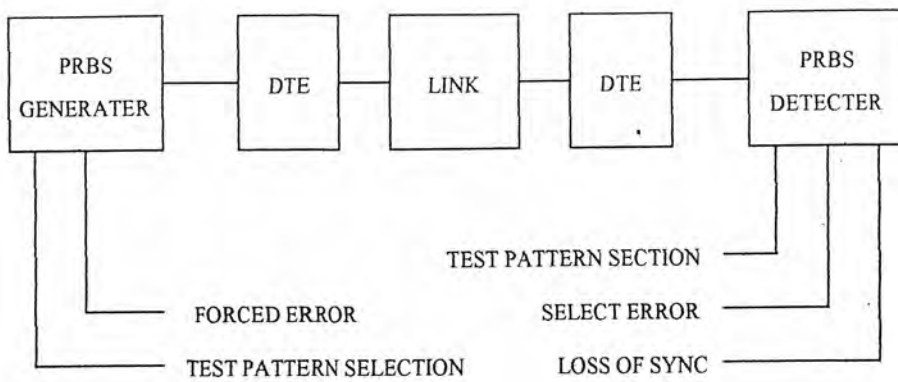 PRBS
GENERATER
DTE
LINK
DTE
PRBS
DETECTER
TEST PATTERN SECTION
FORCED ERROR
SELECT ERROR
TEST PATTERN SELECTION
LOSS OF SYNC